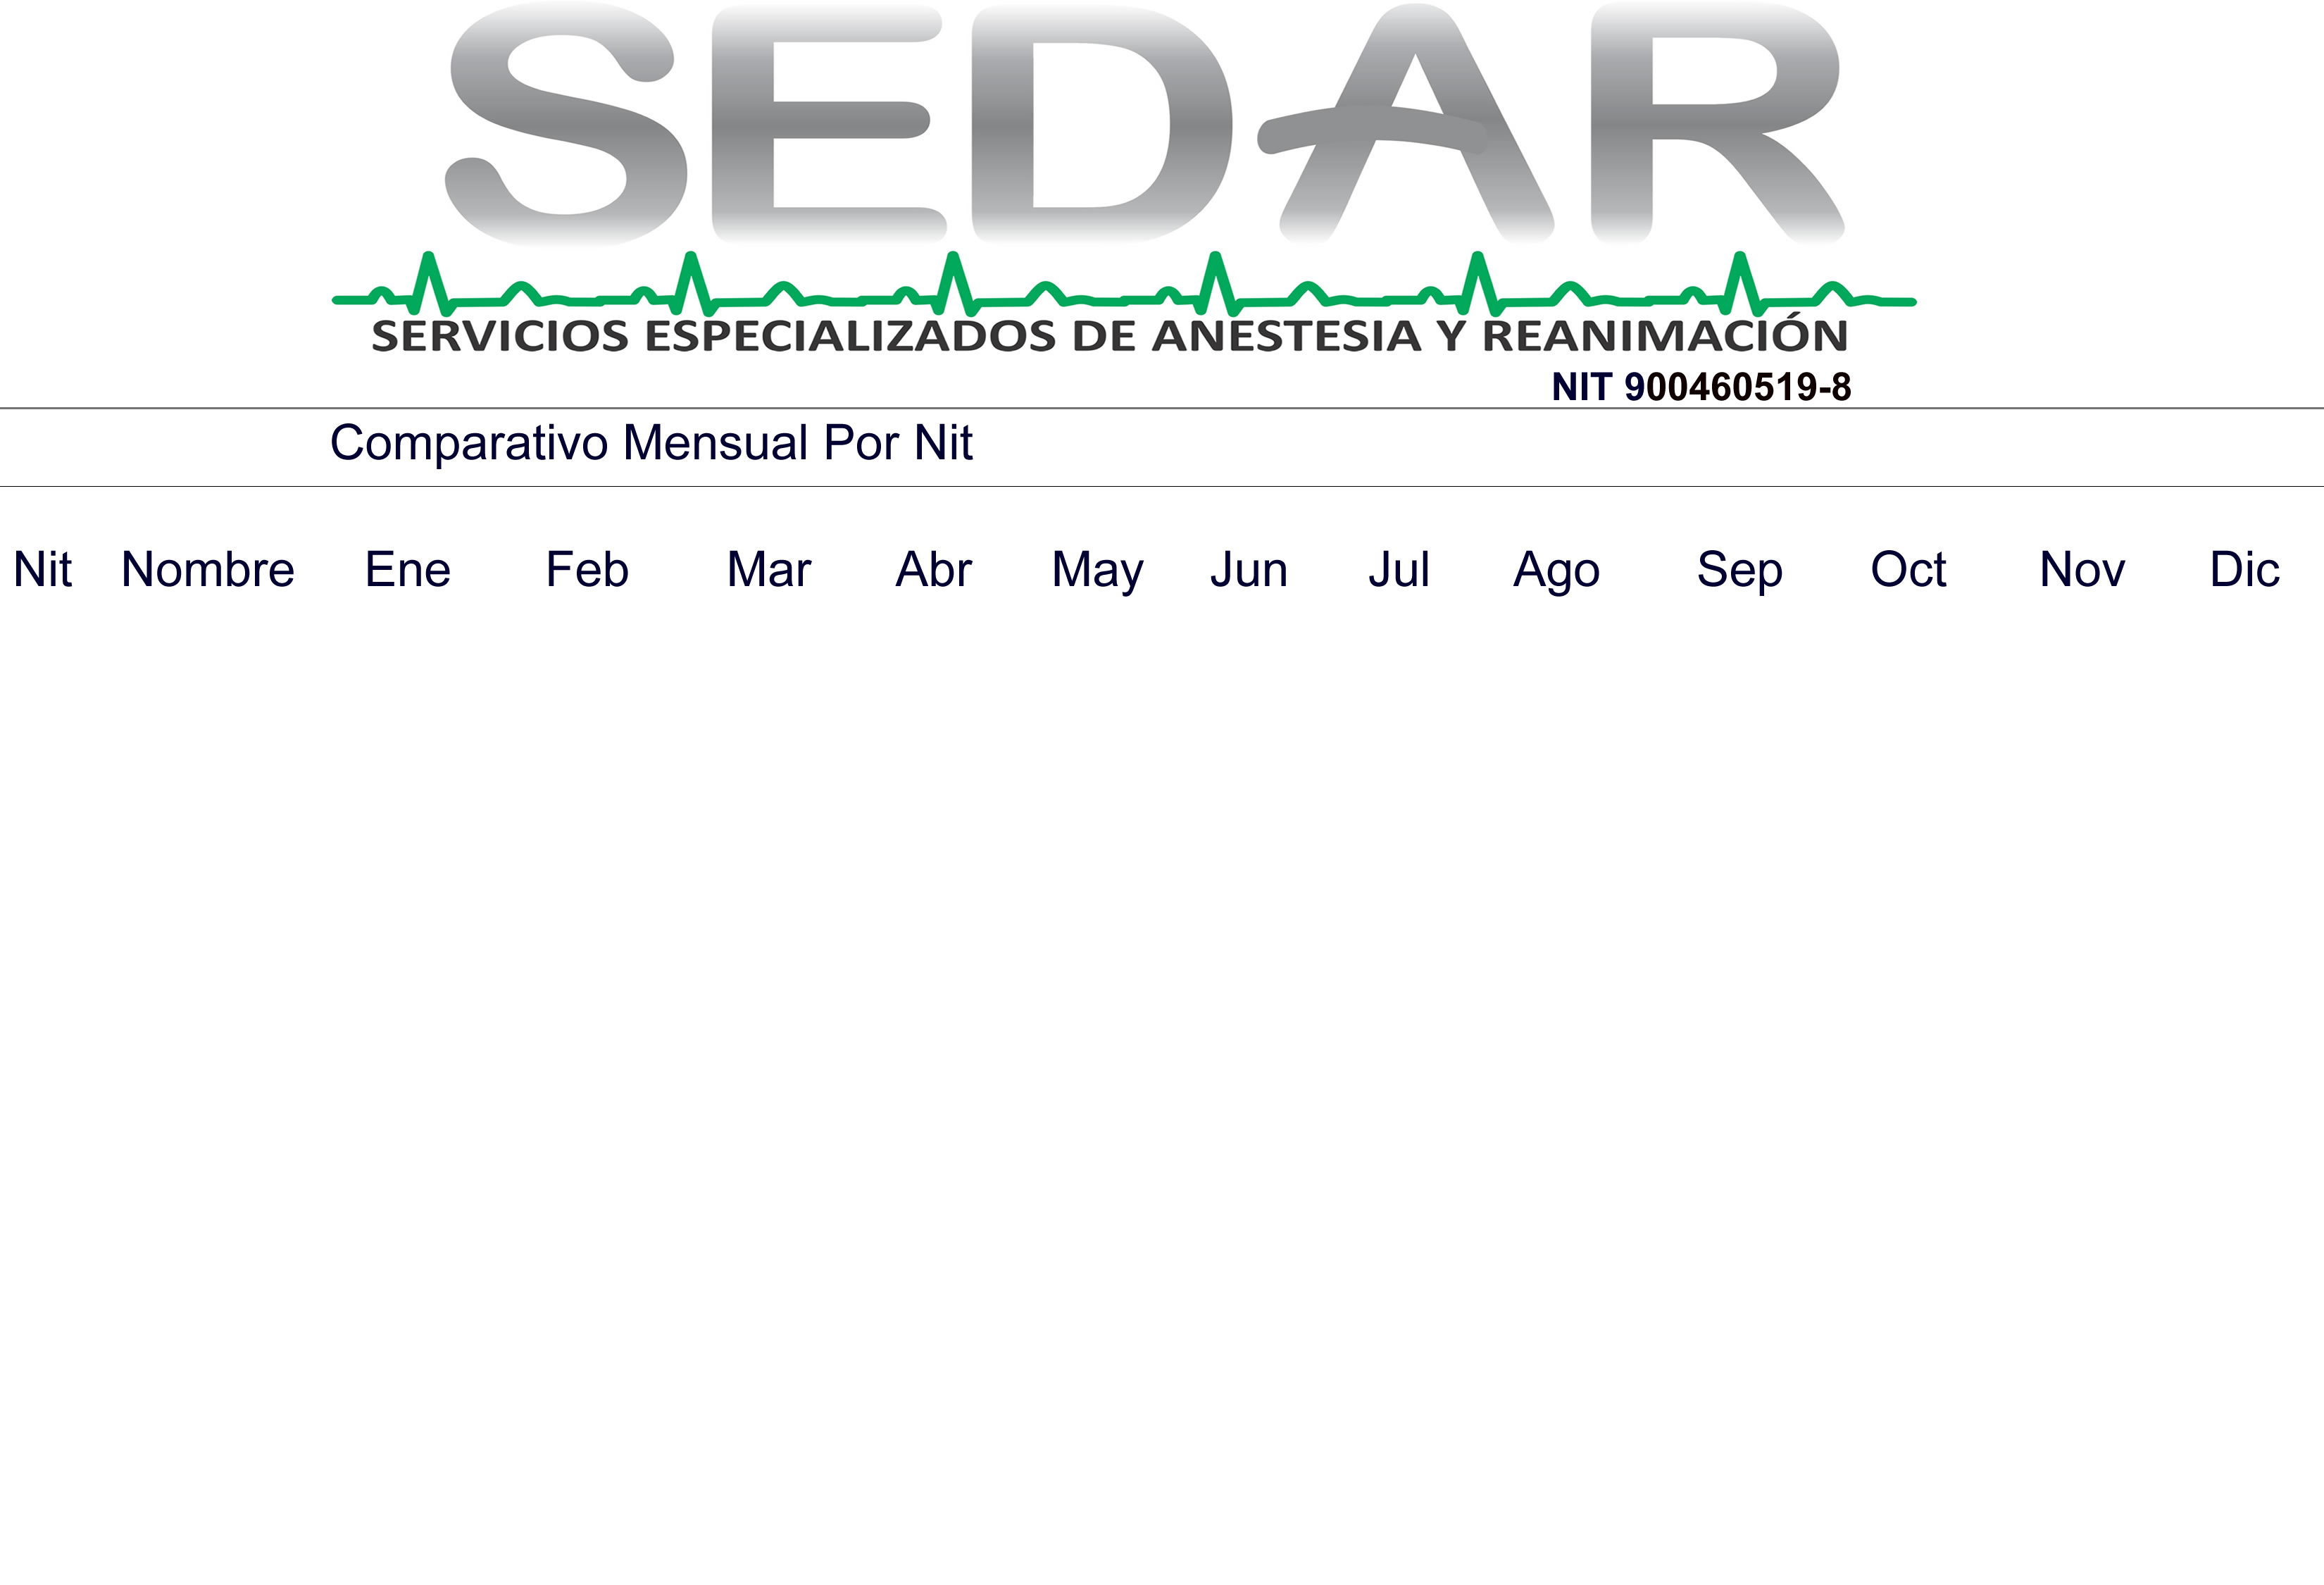 SEDAR
SERVICIOS ESPECIALIZADOS DE ANESTESIA Y REANIMACIÓN
NIT 900460519-8
Comparativo Mensual Por Nit
Nit Nombre Ene Feb Mar Abr May Jun Jul Ago Sep Oct Nov Dic